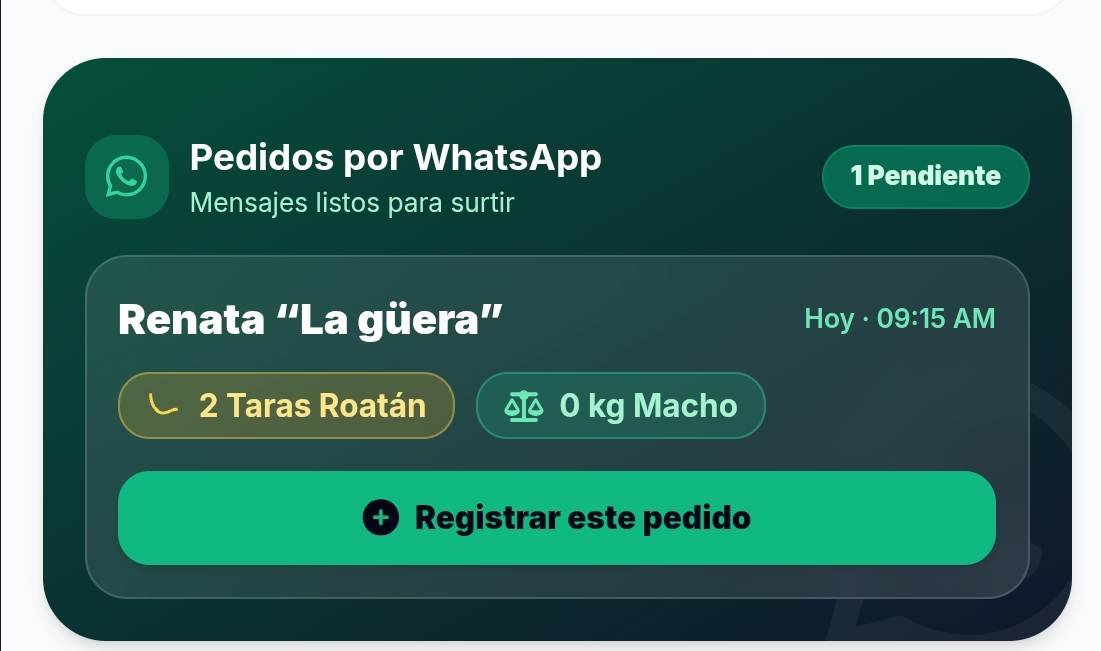 Pedidos por WhatsApp
Mensajes listos para surtir
1 Pendiente
Renata “La güera”
Hoy · 09:15 AM
2 Taras Roatán
0 kg Macho
Registrar este pedido